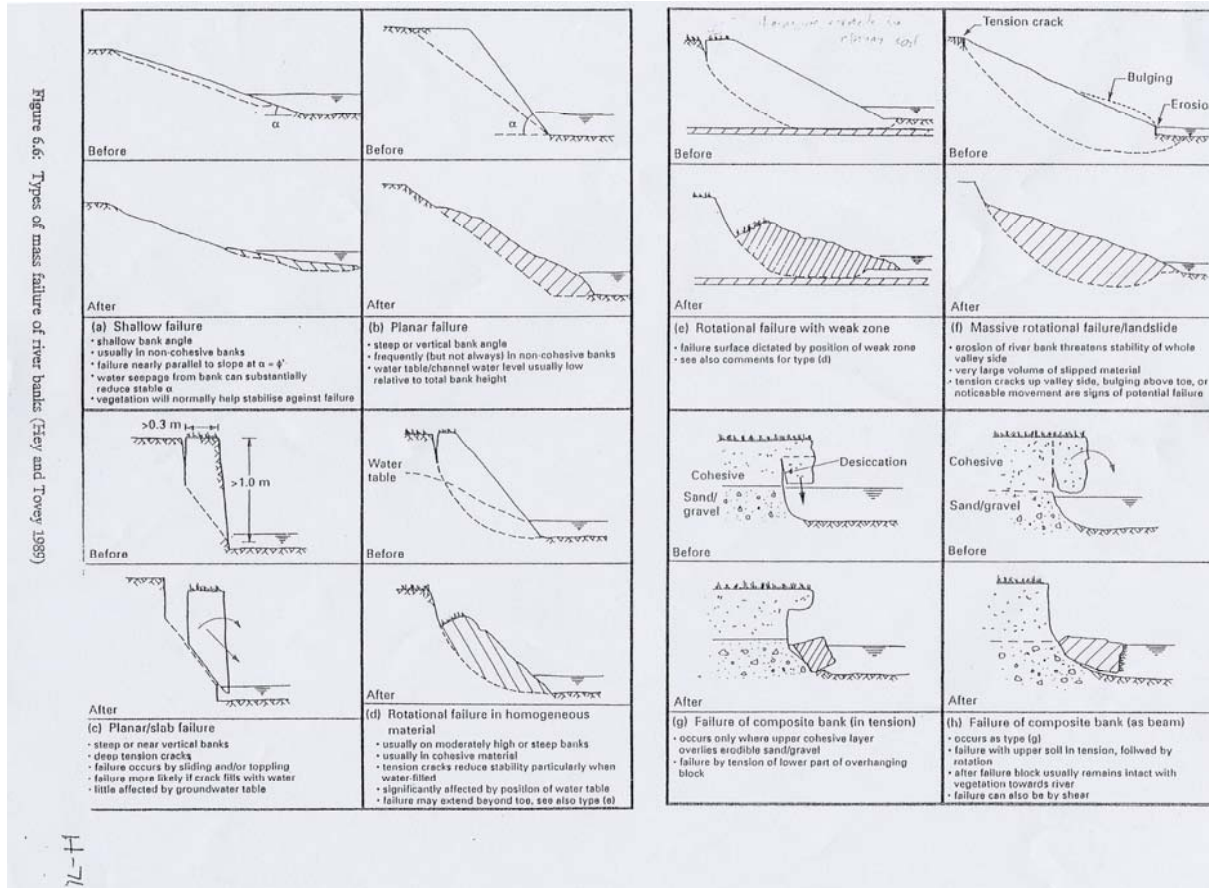 Figure 6.6: Types of mass failure of river banks (Hey and Tovey 1989)
α
Before
After
(a) Shallow failure
• shallow bank angle
• usually in non-cohesive banks
• failure nearly parallel to slope at α = ϕ'
• water seepage from bank can substantially
reduce stable α
• vegetation will normally help stabilise against failure
α
Before
After
(b) Planar failure
• steep or vertical bank angle
• frequently (but not always) in non-cohesive banks
• water table/channel water level usually low
relative to total bank height
>0.3 m
>1.0 m
Before
After
(c) Planar/slab failure
• steep or near vertical banks
• deep tension cracks
• failure occurs by sliding and/or toppling
• failure more likely if crack fills with water
• little affected by groundwater table
Water
table
Before
After
(d) Rotational failure in homogeneous
material
• usually on moderately high or steep banks
• usually in cohesive material
• tension cracks reduce stability particularly when
water-filled
• significantly affected by position of water table
• failure may extend beyond toe, see also type (e)
Before
After
(e) Rotational failure with weak zone
• failure surface dictated by position of weak zone
• see also comments for type (d)
Tension crack
Bulging
Erosion
Before
After
(f) Massive rotational failure/landslide
• erosion of river bank threatens stability of whole
valley side
• very large volume of slipped material
• tension cracks up valley side, bulging above toe, or
noticeable movement are signs of potential failure
Cohesive
Desiccation
Sand/
gravel
Before
After
(g) Failure of composite bank (in tension)
• occurs only where upper cohesive layer
overlies erodible sand/gravel
• failure by tension of lower part of overhanging
block
Cohesive
Sand/gravel
Before
After
(h) Failure of composite bank (as beam)
• occurs as type (g)
• failure with upper soil in tension, follwed by
rotation
• after failure block usually remains intact with
vegetation towards river
• failure can also be by shear